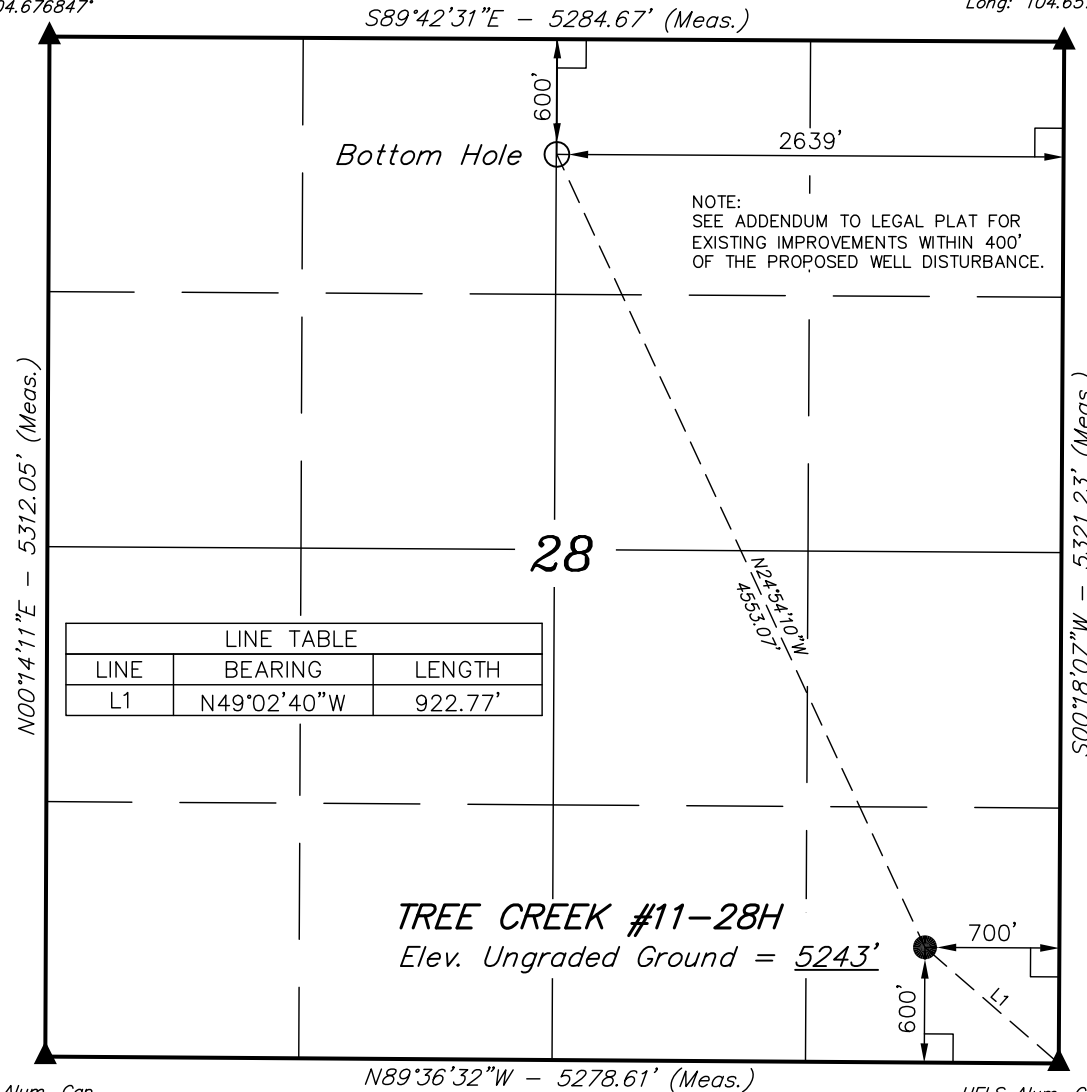 04.676847°
S89°42'31"E - 5284.67' (Meas.)
Long: 104.65
600'
2639'
Bottom Hole
NOTE:
SEE ADDENDUM TO LEGAL PLAT FOR
EXISTING IMPROVEMENTS WITHIN 400'
OF THE PROPOSED WELL DISTURBANCE.
N00°14'11"E - 5312.05' (Meas.)
S00°18'02"W - 5321.23' (Meas.)
28
N24°54'10"W
4553.07'
LINE TABLE
LINE BEARING LENGTH
L1 N49°02'40"W 922.77'
TREE CREEK #11-28H
Elev. Ungraded Ground = 5243'
700'
600'
L1
Alum. Cap
N89°36'32"W - 5278.61' (Meas.)
UELS Alum.